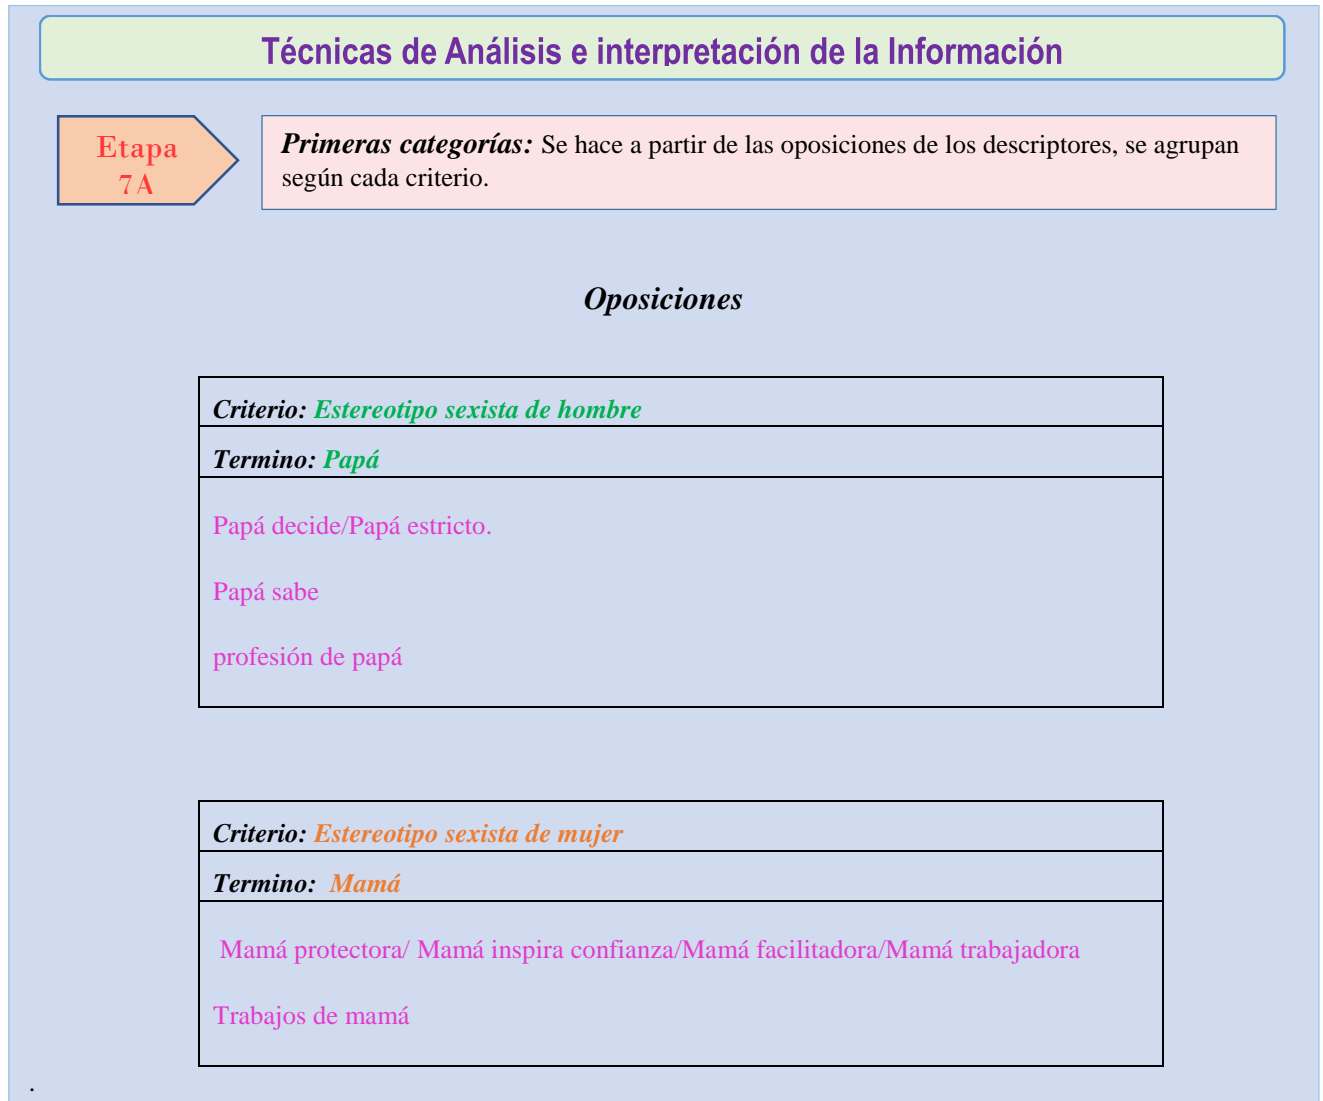 Técnicas de Análisis e interpretación de la Información
Etapa
7A
Primeras categorías: Se hace a partir de las oposiciones de los descriptores, se agrupan
según cada criterio.
Oposiciones
Criterio: Estereotipo sexista de hombre
Termino: Papá
Papá decide/Papá estricto.
Papá sabe
profesión de papá
Criterio: Estereotipo sexista de mujer
Termino: Mamá
Mamá protectora/ Mamá inspira confianza/Mamá facilitadora/Mamá trabajadora
Trabajos de mamá
.